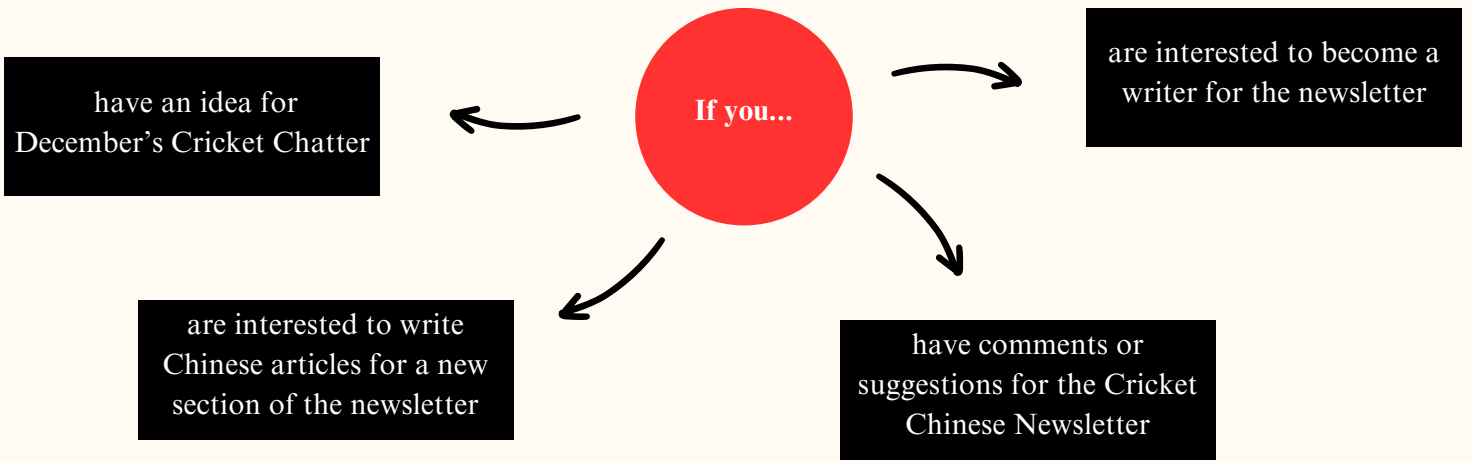 If you...
have an idea for
December’s Cricket Chatter
are interested to become a
writer for the newsletter
are interested to write
Chinese articles for a new
section of the newsletter
have comments or
suggestions for the Cricket
Chinese Newsletter